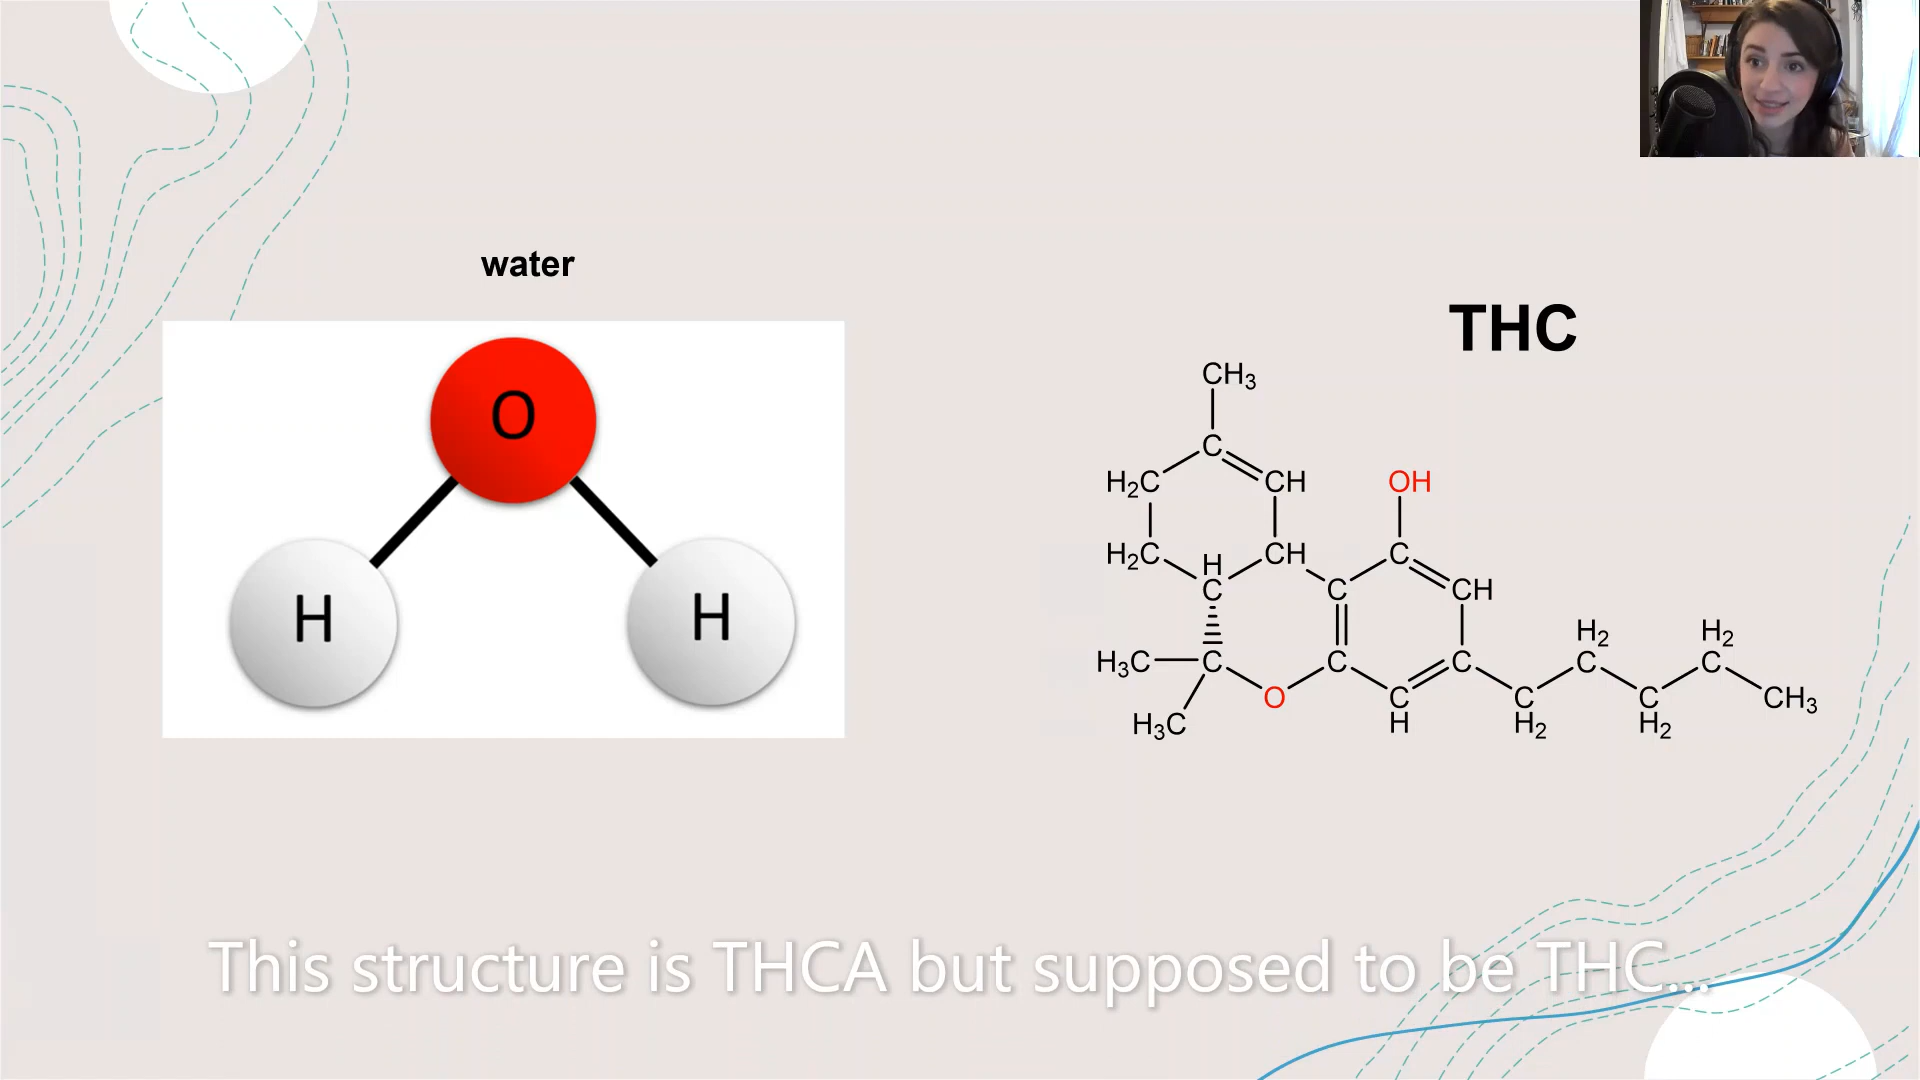 water
O
H
H
THC
CH₃
C
H₂C
CH
OH
H₂C
H
CH
C
C
C
CH
H₃C
C
C
C
H₂
C
H₂
C
O
C
H
C
H₂
C
H₂
CH₃
H₃C
This structure is THCA but supposed to be THC...